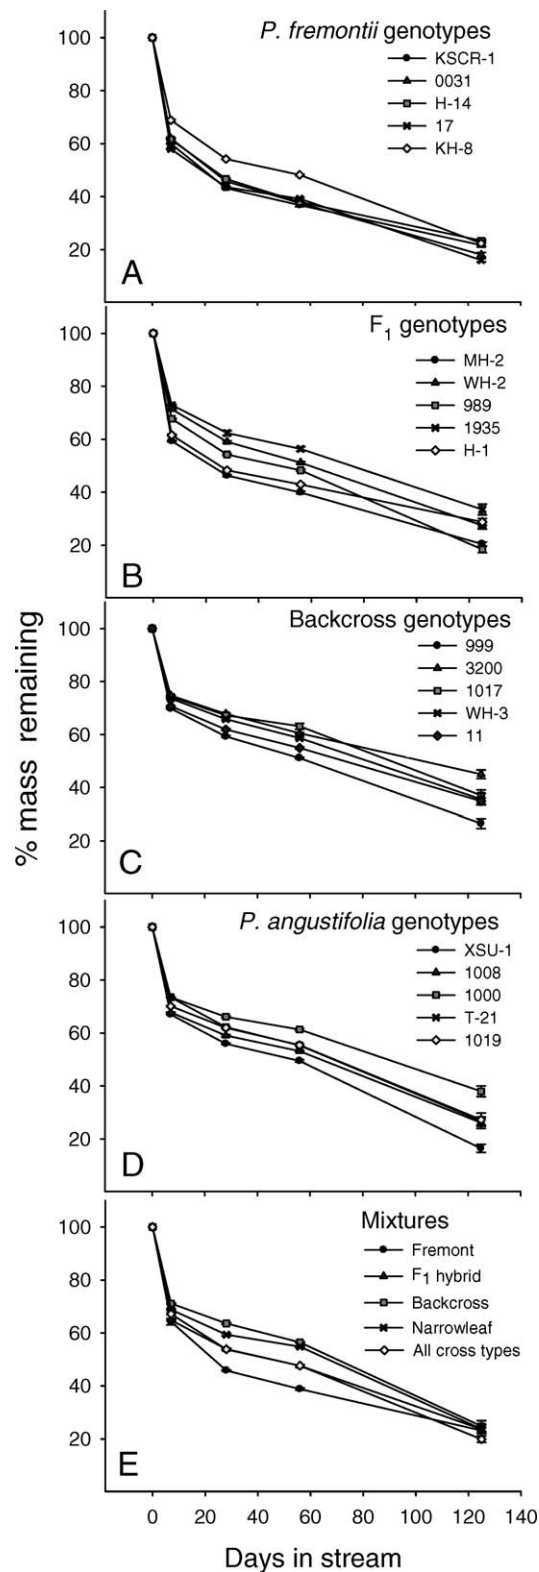 P. fremontii genotypes
KSCR-1
0031
H-14
17
KH-8
100
80
60
40
20
A
F1 genotypes
MH-2
WH-2
989
1935
H-1
100
80
60
40
20
B
Backcross genotypes
999
3200
1017
WH-3
11
100
80
60
40
20
C
% mass remaining
P. angustifolia genotypes
XSU-1
1008
1000
T-21
1019
100
80
60
40
20
D
Mixtures
Fremont
F1 hybrid
Backcross
Narrowleaf
All cross types
100
80
60
40
20
E
0 20 40 60 80 100 120 140
Days in stream